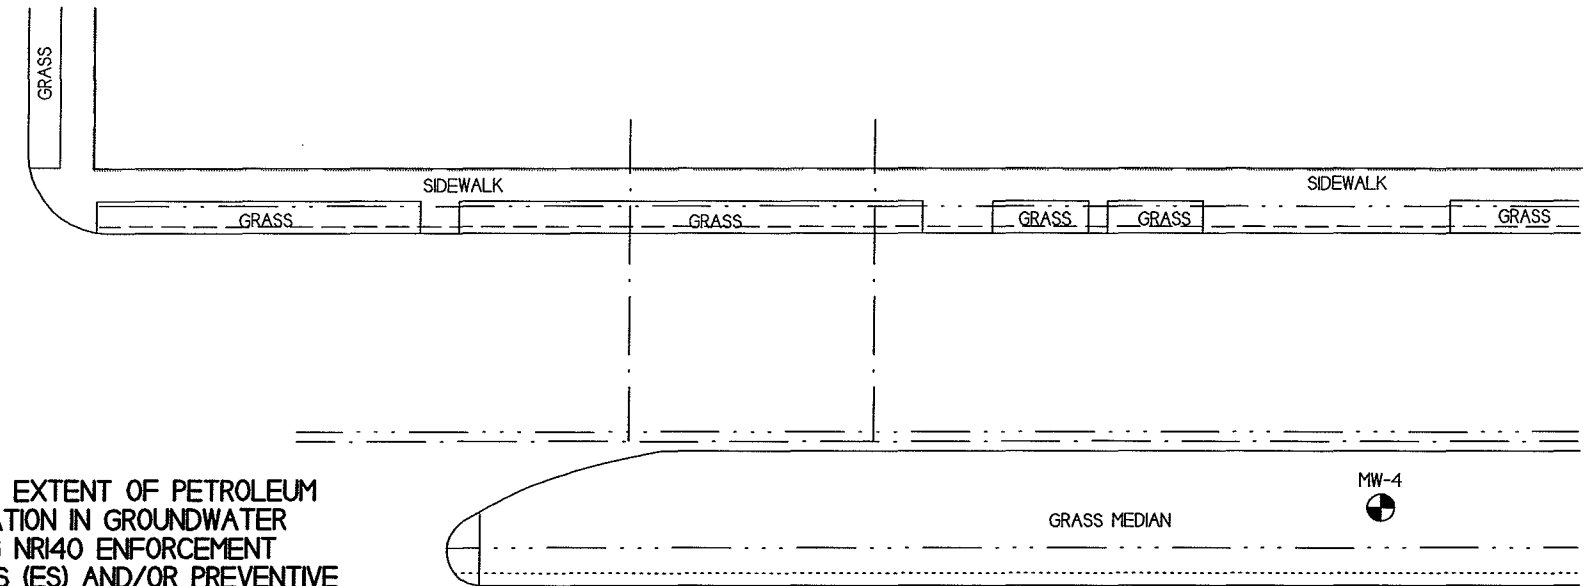 GRASS
SIDEWALK
SIDEWALK
GRASS
GRASS
GRASS
GRASS
GRASS
MW-4
GRASS MEDIAN
EXTENT OF PETROLEUM
ATION IN GROUNDWATER
NR140 ENFORCEMENT
(ES) AND/OR PREVENTIVE